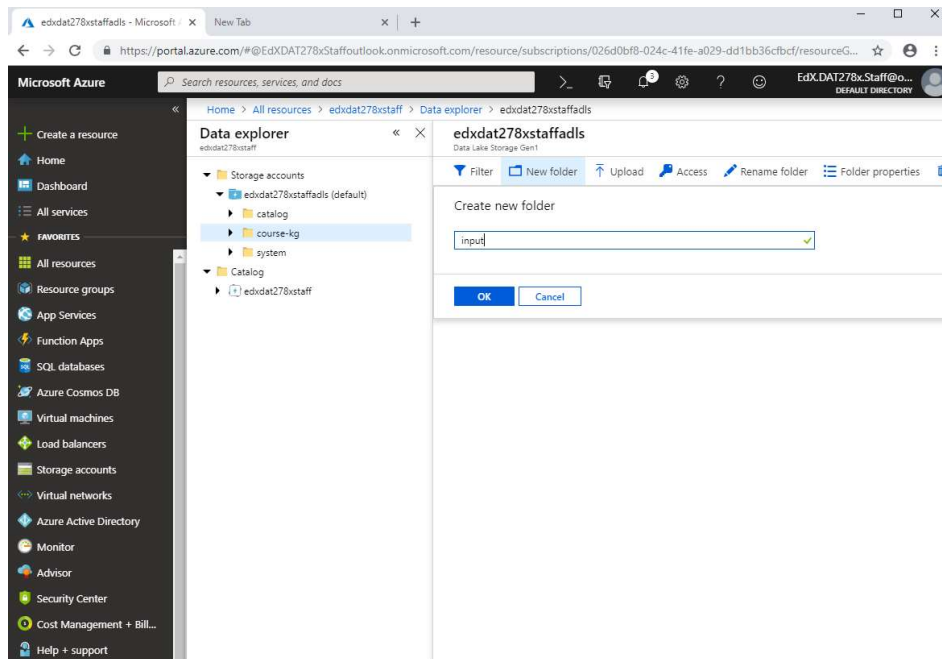 edxdat278xstaffadls - Microsoft A
New Tab
https://portal.azure.com/#@EdXDAT278xStaffoutlook.onmicrosoft.com/resource/subscriptions/026d0bf8-024c-41fe-a029-dd1bb36cfbcf/resourceG...
Microsoft Azure
Search resources, services, and docs
3
EdX.DAT278x.Staff@o...
DEFAULT DIRECTORY
Home > All resources > edxdat278xstaff > Data explorer > edxdat278xstaffadls
Create a resource
Home
Dashboard
All services
FAVORITES
All resources
Resource groups
App Services
Function Apps
SQL databases
Azure Cosmos DB
Virtual machines
Load balancers
Storage accounts
Virtual networks
Azure Active Directory
Monitor
Advisor
Security Center
Cost Management + Bill...
Help + support
Data explorer
edxdat278xstaff
Storage accounts
edxdat278xstaffadls (default)
catalog
course-kg
system
Catalog
edxdat278xstaff
edxdat278xstaffadls
Data Lake Storage Gen1
Filter New folder Upload Access Rename folder Folder properties
Create new folder
input
OK Cancel